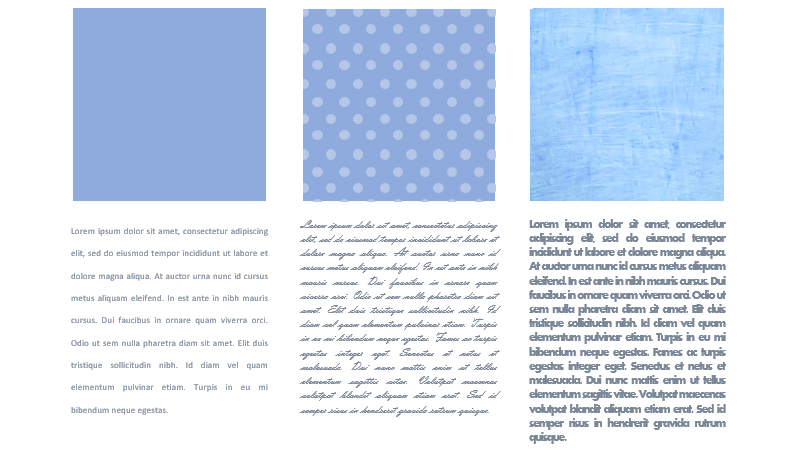 Lorem ipsum dolor sit amet, consectetur adipiscing
elit, sed do eiusmod tempor incididunt ut labore et
dolore magna aliqua. At auctor urna nunc id cursus
metus aliquam eleifend. In est ante in nibh mauris
cursus. Dui faucibus in ornare quam viverra orci.
Odio ut sem nulla pharetra diam sit amet. Elit duis
tristique sollicitudin nibh. Id diam vel quam
elementum pulvinar etiam. Turpis in eu mi
bibendum neque egestas.
Lorem ipsum dolor sit amet, consectetur adipiscing
elit, sed do eiusmod tempor incididunt ut labore et
dolore magna aliqua. At auctor urna nunc id
cursus metus aliquam eleifend. In est ante in nibh
mauris cursus. Dui faucibus in ornare quam
viverra orci. Odio ut sem nulla pharetra diam sit
amet. Elit duis tristique sollicitudin nibh. Id
diam vel quam elementum pulvinar etiam. Turpis
in eu mi bibendum neque egestas. Fames ac turpis
egestas integer eget. Senectus et netus et
malesuada. Dui nunc mattis enim ut tellus
elementum sagittis vitae. Volutpat maecenas
volutpat blandit aliquam etiam erat. Sed id
semper risus in hendrerit gravida rutrum quisque.
Lorem ipsum dolor sit amet, consectetur
adipiscing elit, sed do eiusmod tempor
incididunt ut labore et dolore magna aliqua.
At auctor urna nunc id cursus metus aliquam
eleifend. In est ante in nibh mauris cursus. Dui
faucibus in ornare quam viverra orci. Odio ut
sem nulla pharetra diam sit amet. Elit duis
tristique sollicitudin nibh. Id diam vel quam
elementum pulvinar etiam. Turpis in eu mi
bibendum neque egestas. Fames ac turpis
egestas integer eget. Senectus et netus et
malesuada. Dui nunc mattis enim ut tellus
elementum sagittis vitae. Volutpat maecenas
volutpat blandit aliquam etiam erat. Sed id
semper risus in hendrerit gravida rutrum
quisque.